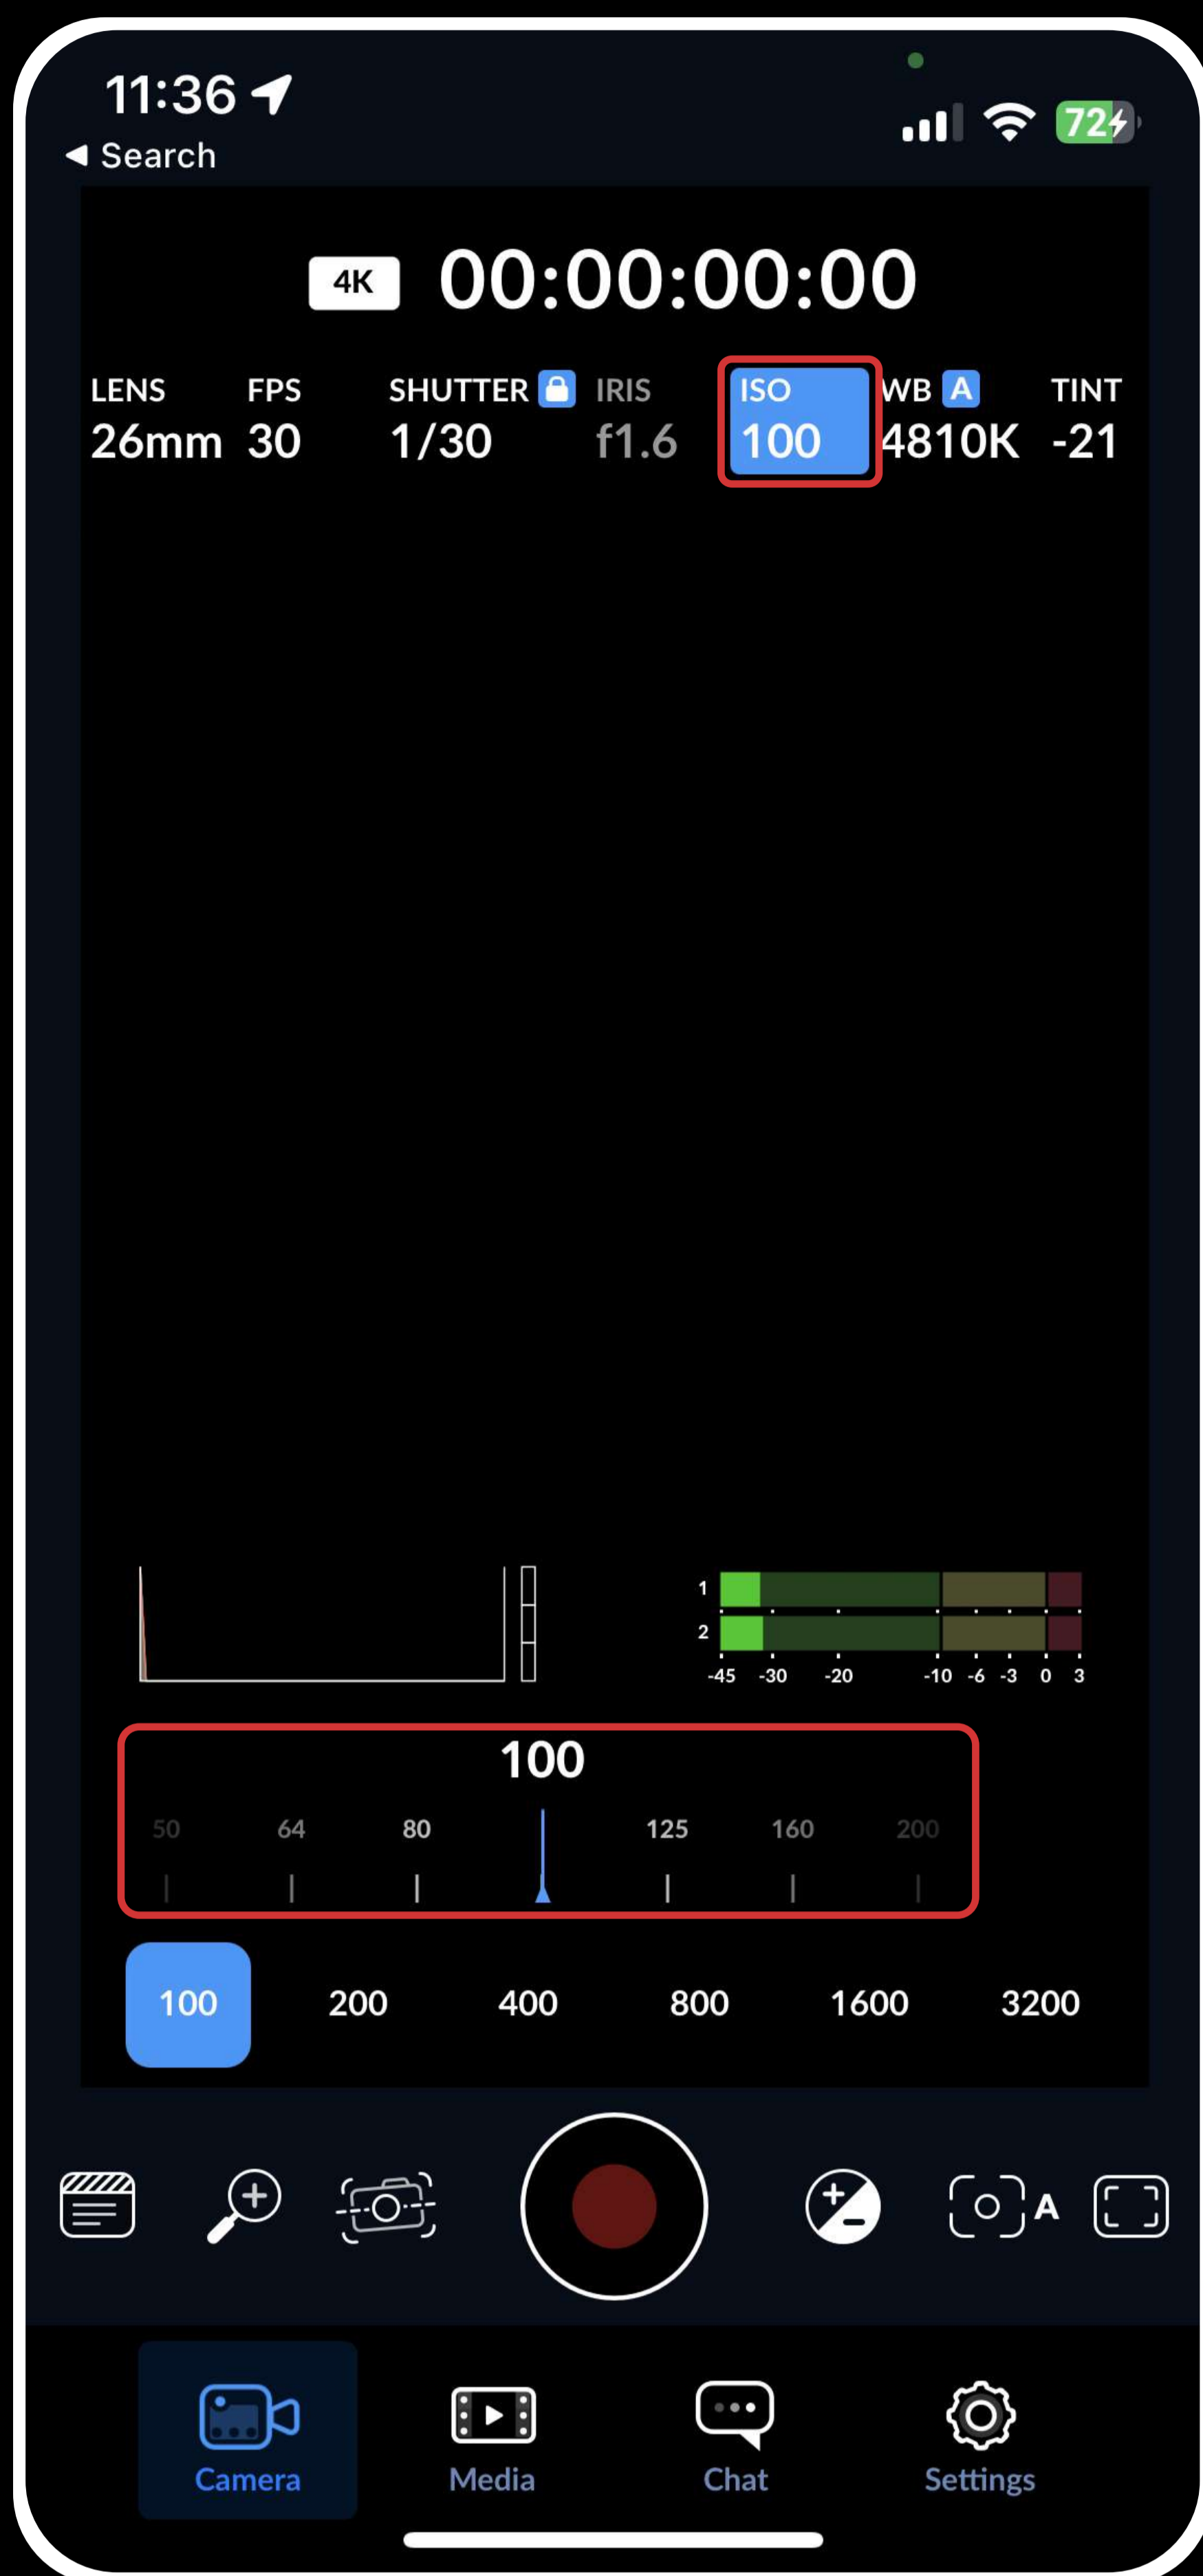 11:36
Search
72
4K 00:00:00:00
LENS FPS SHUTTER IRIS ISO WB A TINT
26mm 30 1/30 f1.6 100 4810K -21
1
2
-45 -30 -20 -10 -6 -3 0 3
100
50 64 80 125 160 200
100 200 400 800 1600 3200
A
Camera Media Chat Settings